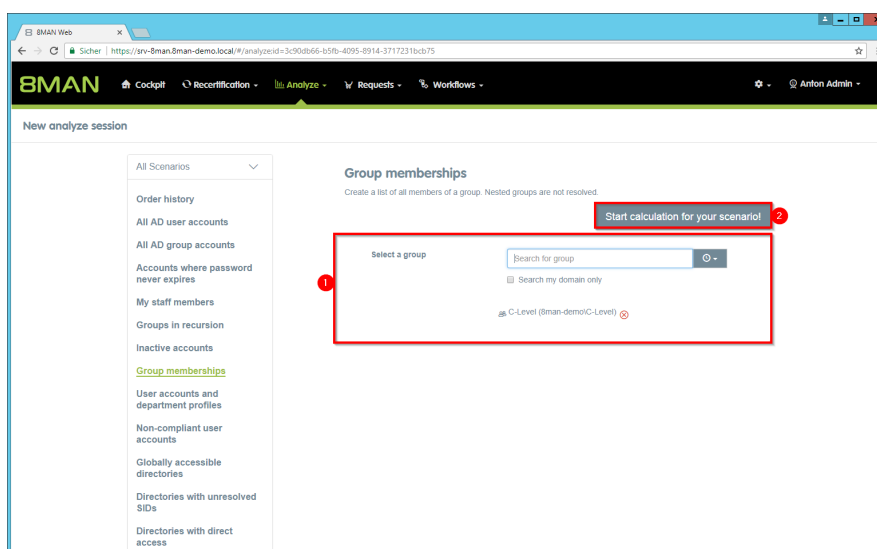 8MAN Web
Sicher | https://srv-8man.8man-demo.local/#/analyze:id=3c90db66-b5fb-4095-8914-3717231bcb75
8MAN Cockpit Recertification Analyze Requests Workflows Anton Admin
New analyze session
All Scenarios
Order history
All AD user accounts
All AD group accounts
Accounts where password
never expires
My staff members
Groups in recursion
Inactive accounts
Group memberships
User accounts and
department profiles
Non-compliant user
accounts
Globally accessible
directories
Directories with unresolved
SIDs
Directories with direct
access
Group memberships
Create a list of all members of a group. Nested groups are not resolved.
Start calculation for your scenario!
2
1
Select a group
Search for group
Search my domain only
C-Level (8man-demo\C-Level)